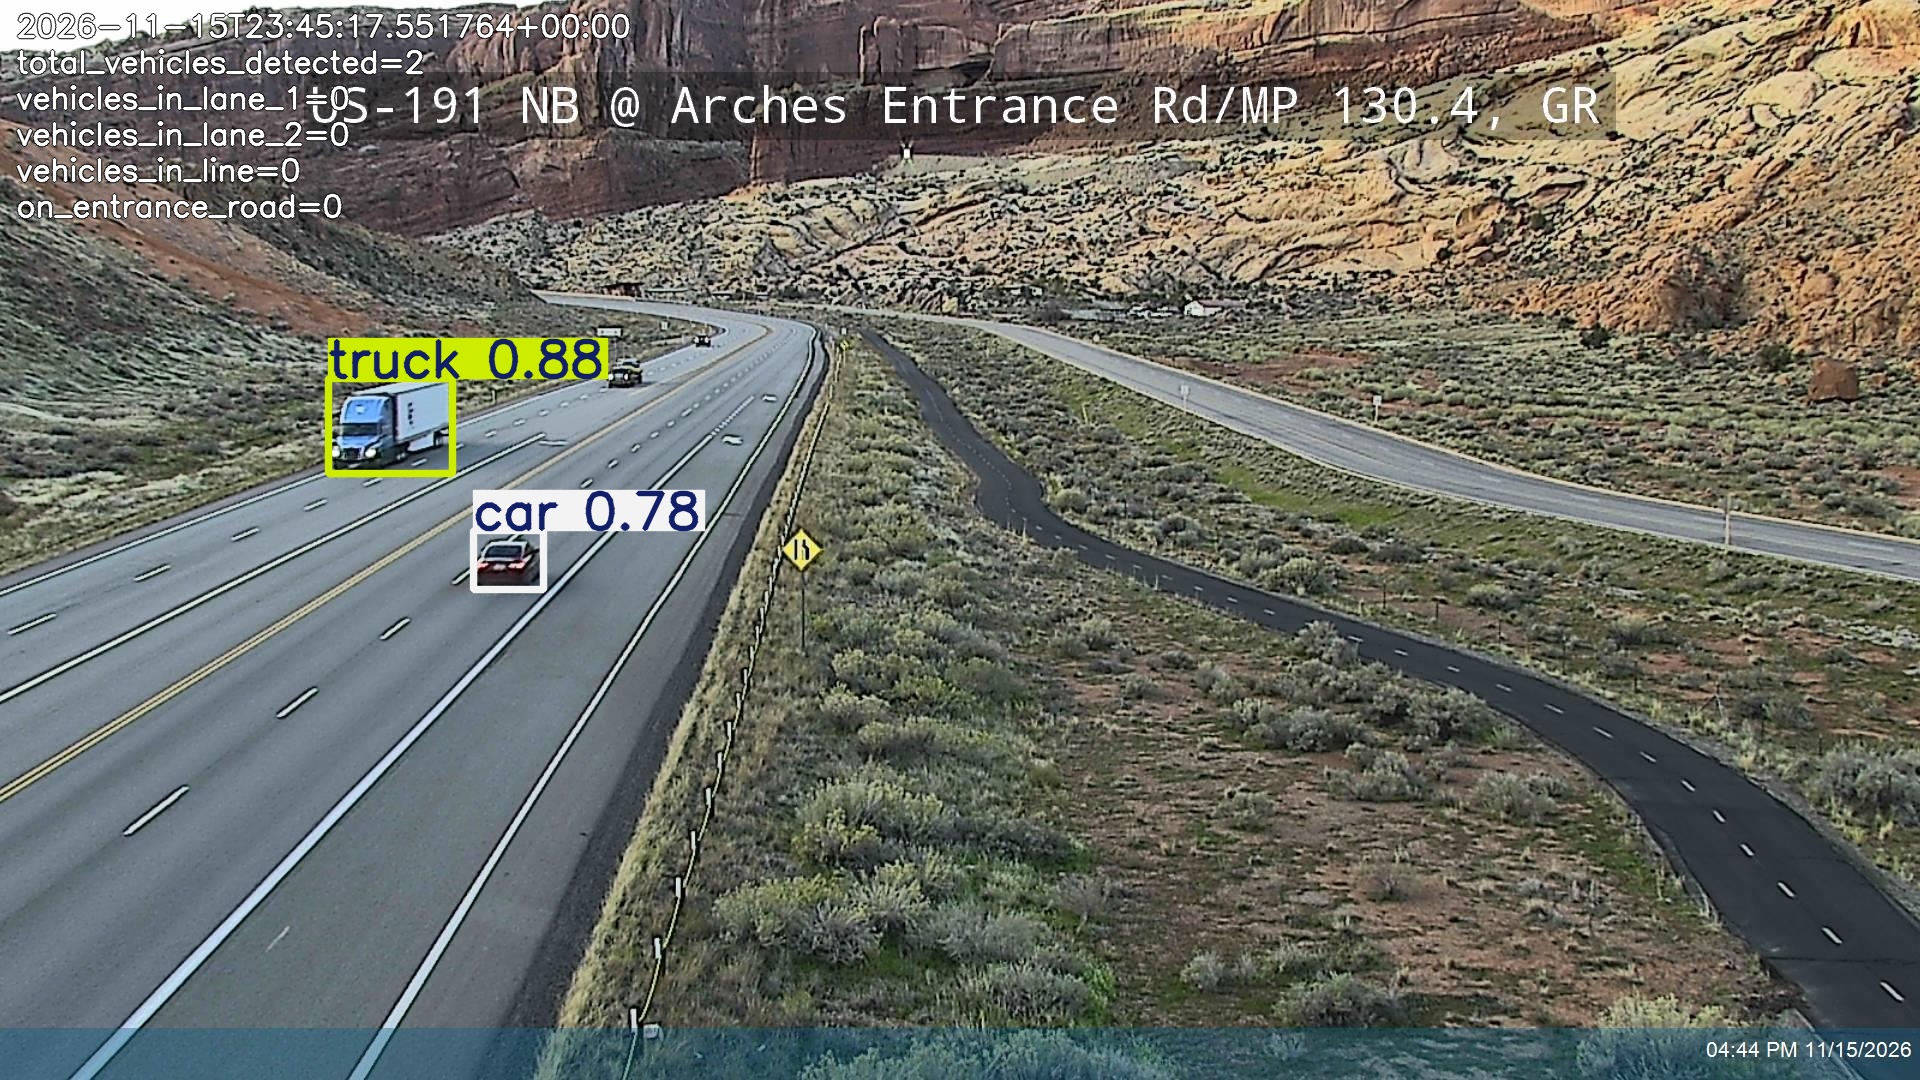 2026-11-15T23:45:17.551764+00:00
total_vehicles_detected=2
vehicles_in_lane_1=0
US-191 NB @ Arches Entrance Rd/MP 130.4, GR
vehicles_in_lane_2=0
vehicles_in_line=0
on_entrance_road=0
truck 0.88
car 0.78
04:44 PM 11/15/2026